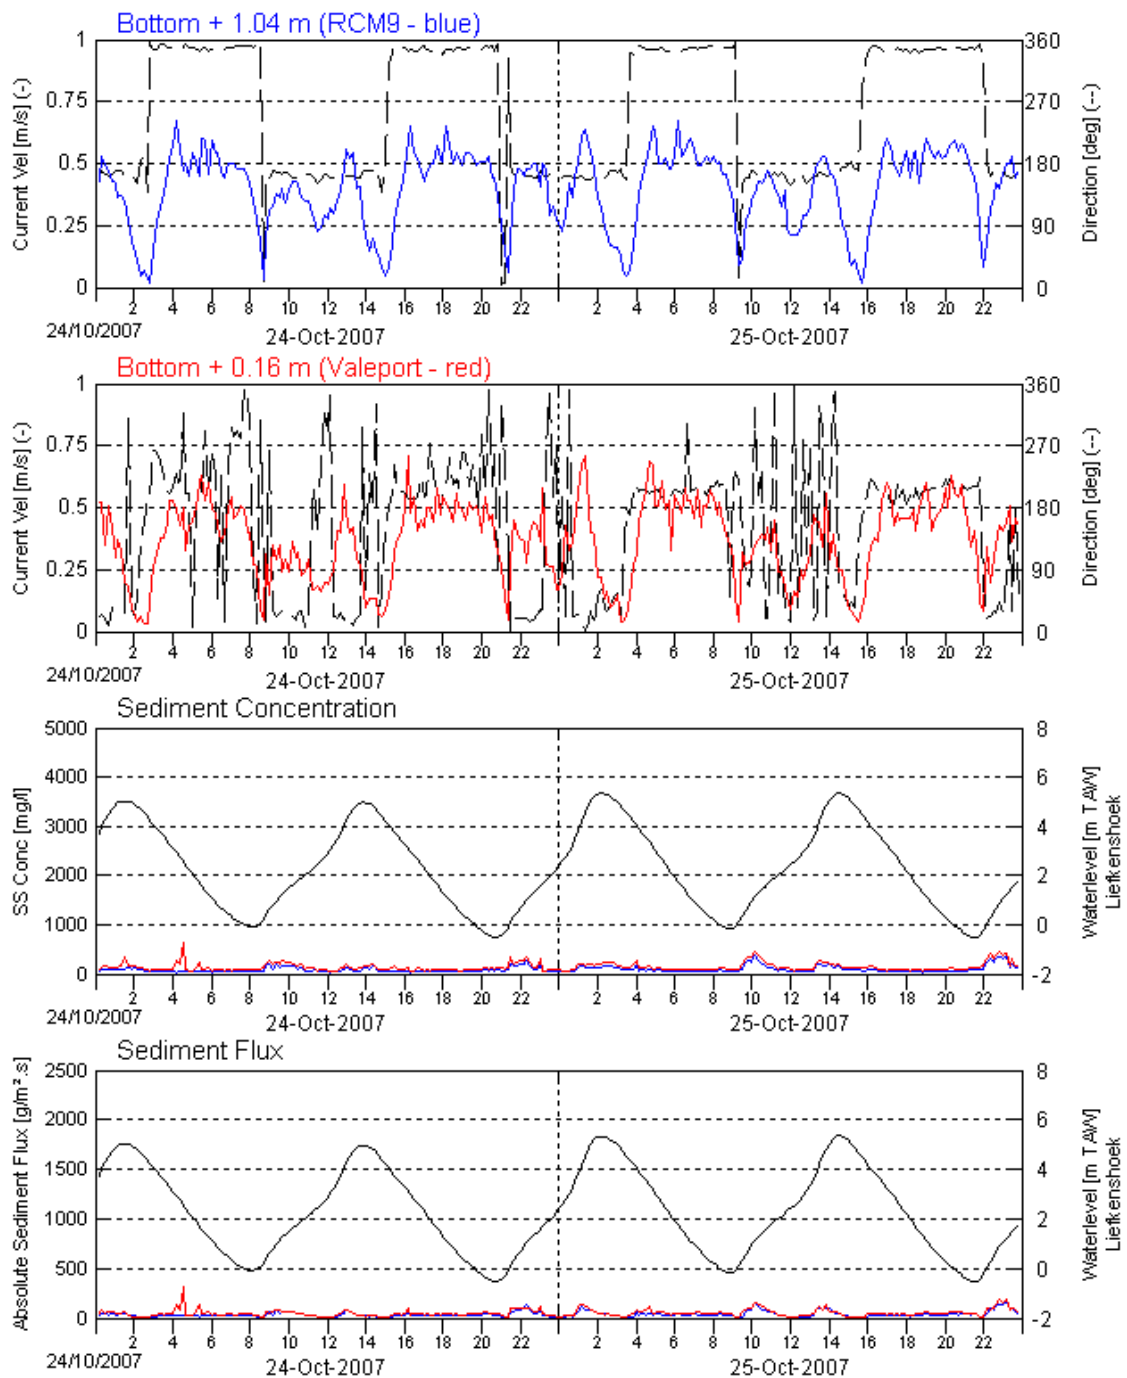 Bottom + 1.04 m (RCM9 - blue)
Current Vel [m/s] (-)
1
0.75
0.5
0.25
0
360
270
180
90
0
Direction [deg] (--)
2 4 6 8 10 12 14 16 18 20 22 2 4 6 8 10 12 14 16 18 20 22
24/10/2007
24-Oct-2007 25-Oct-2007
Bottom + 0.16 m (Valeport - red)
Current Vel [m/s] (-)
1
0.75
0.5
0.25
0
360
270
180
90
0
Direction [deg] (--)
2 4 6 8 10 12 14 16 18 20 22 2 4 6 8 10 12 14 16 18 20 22
24/10/2007
24-Oct-2007 25-Oct-2007
Sediment Concentration
SS Conc [mg/l]
5000
4000
3000
2000
1000
0
8
6
4
2
0
-2
Waterlevel [m TAW]
Liefkenshoek
2 4 6 8 10 12 14 16 18 20 22 2 4 6 8 10 12 14 16 18 20 22
24/10/2007
24-Oct-2007 25-Oct-2007
Sediment Flux
Absolute Sediment Flux [g/m².s]
2500
2000
1500
1000
500
0
8
6
4
2
0
-2
Waterlevel [m TAW]
Liefkenshoek
2 4 6 8 10 12 14 16 18 20 22 2 4 6 8 10 12 14 16 18 20 22
24/10/2007
24-Oct-2007 25-Oct-2007